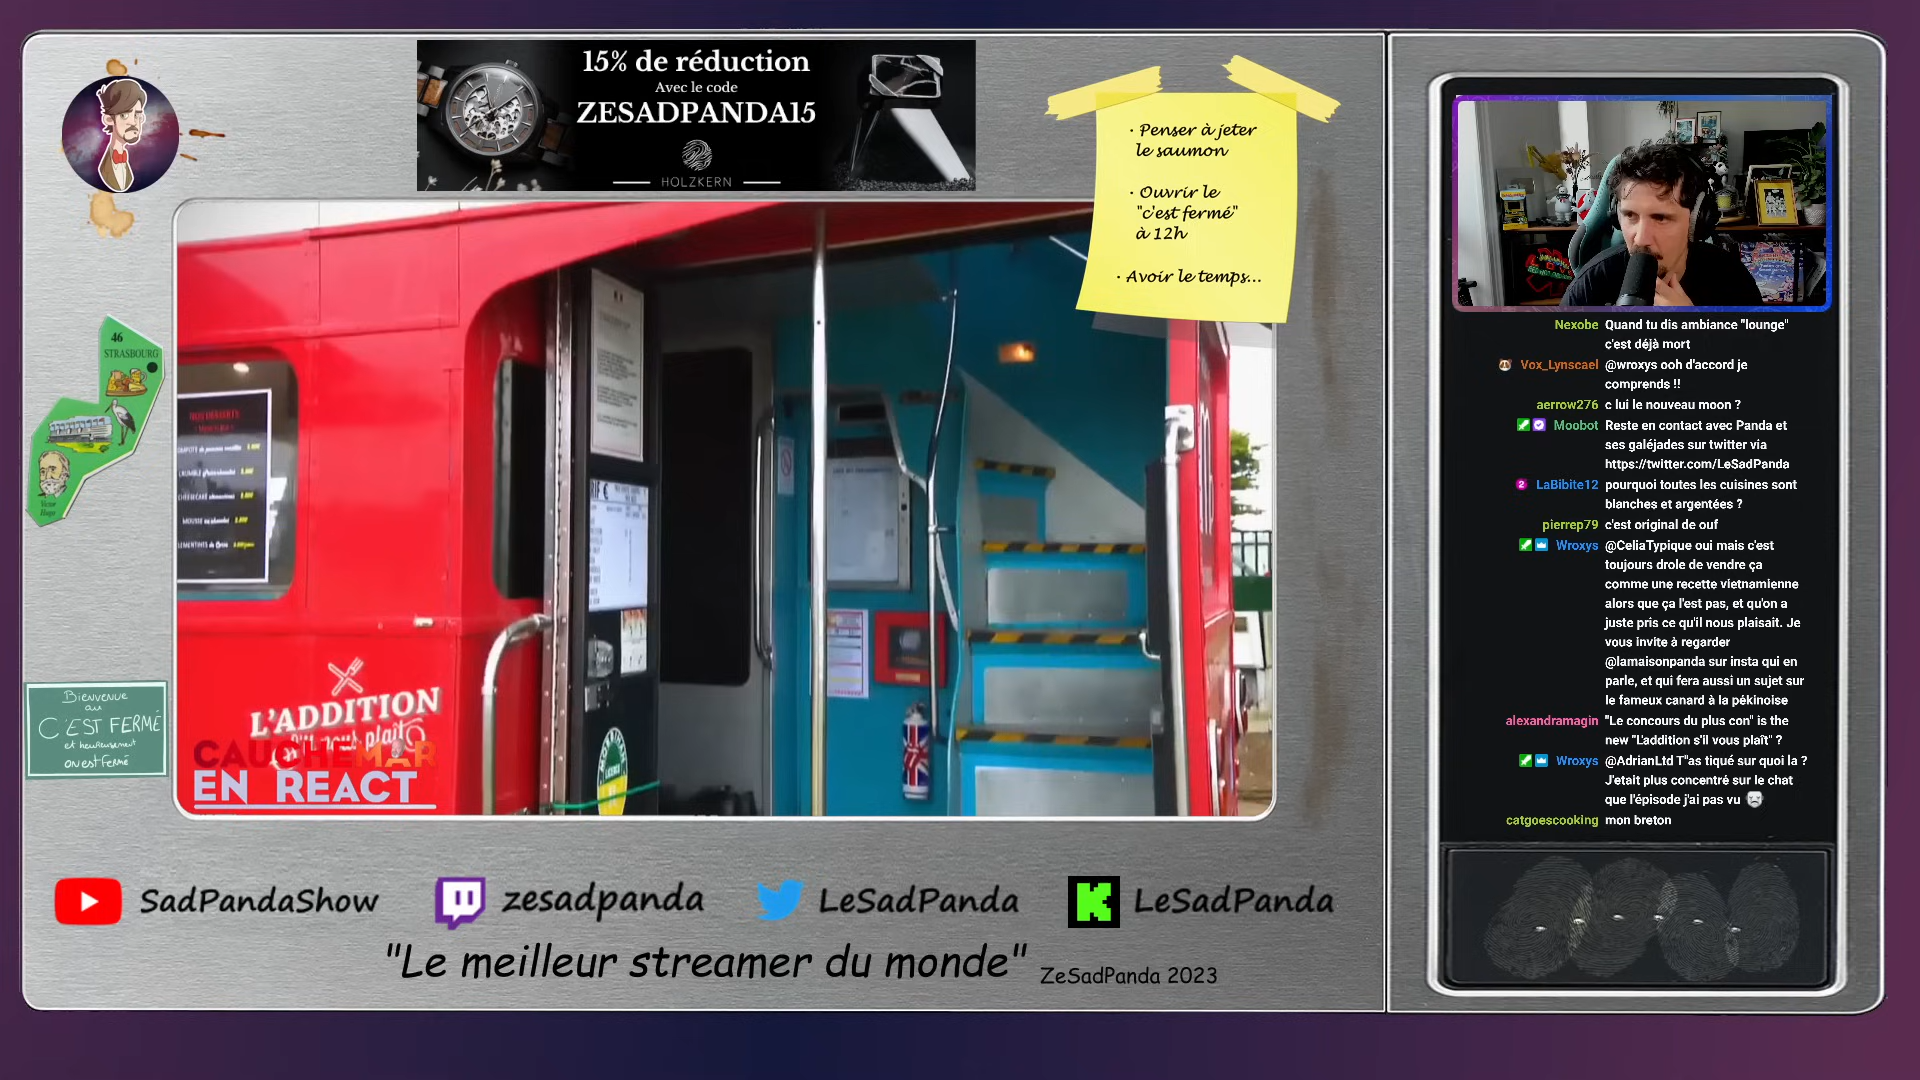 15% de réduction
Avec le code
ZESADPANDA15
HOLZKERN
· Penser à jeter
le saumon
· Ouvrir le
"c'est fermé"
à 12h
· Avoir le temps...
46
STRASBOURG
Victor
Hugo
BIENVENUE
au
C'EST FERMÉ
et heureusement
on est fermé
NOS DESSERTS
L'ADDITION
s'il vous plaît
CAUCHEMAR
EN REACT
Nexobe Quand tu dis ambiance "lounge"
c'est déjà mort
Vox_Lynscael @wroxys ooh d'accord je
comprends !!
aerrow276 c lui le nouveau moon ?
Moobot Reste en contact avec Panda et
ses galéjades sur twitter via
https://twitter.com/LeSadPanda
2 LaBibite12 pourquoi toutes les cuisines sont
blanches et argentées ?
pierrep79 c'est original de ouf
Wroxys @CeliaTypique oui mais c'est
toujours drole de vendre ça
comme une recette vietnamienne
alors que ça l'est pas, et qu'on a
juste pris ce qu'il nous plaisait. Je
vous invite à regarder
@lamaisonpanda sur insta qui en
parle, et qui fera aussi un sujet sur
le fameux canard à la pékinoise
alexandramagin "Le concours du plus con" is the
new "L'addition s'il vous plaît" ?
Wroxys @AdrianLtd T"as tiqué sur quoi la ?
J'etait plus concentré sur le chat
que l'épisode j'ai pas vu
catgoescooking mon breton
SadPandaShow
zesadpanda
LeSadPanda
LeSadPanda
"Le meilleur streamer du monde"
ZeSadPanda 2023